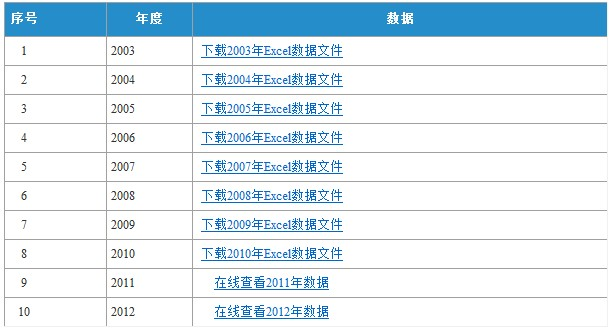 序号 年度 数据
1 2003 下载2003年Excel数据文件
2 2004 下载2004年Excel数据文件
3 2005 下载2005年Excel数据文件
4 2006 下载2006年Excel数据文件
5 2007 下载2007年Excel数据文件
6 2008 下载2008年Excel数据文件
7 2009 下载2009年Excel数据文件
8 2010 下载2010年Excel数据文件
9 2011 在线查看2011年数据
10 2012 在线查看2012年数据